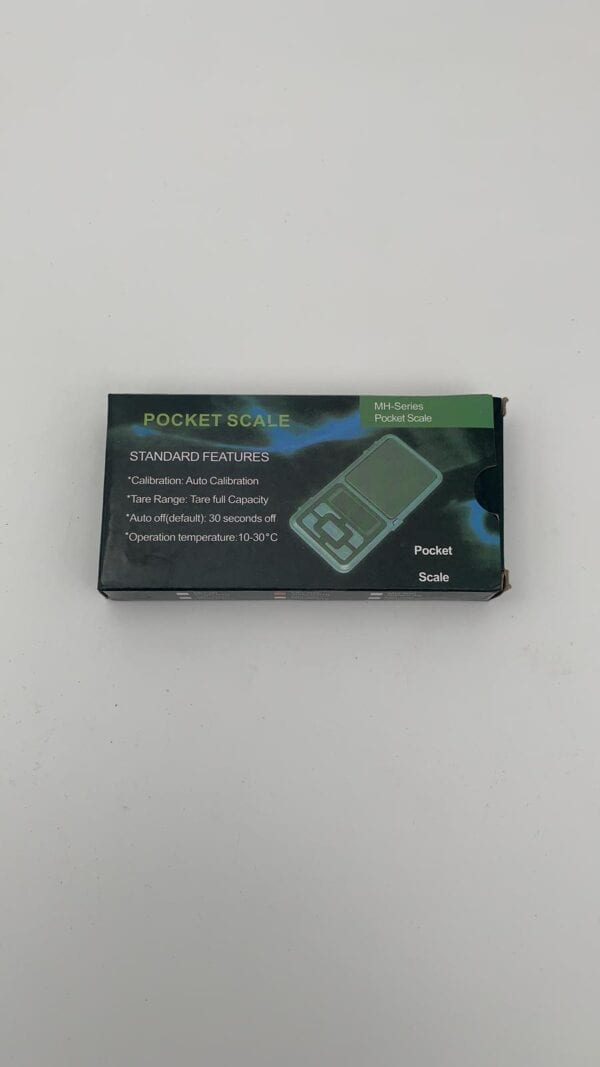 POCKET SCALE
MH-Series
Pocket Scale
STANDARD FEATURES
*Calibration: Auto Calibration
*Tare Range: Tare full Capacity
*Auto off(default): 30 seconds off
*Operation temperature:10-30°C
Pocket
Scale